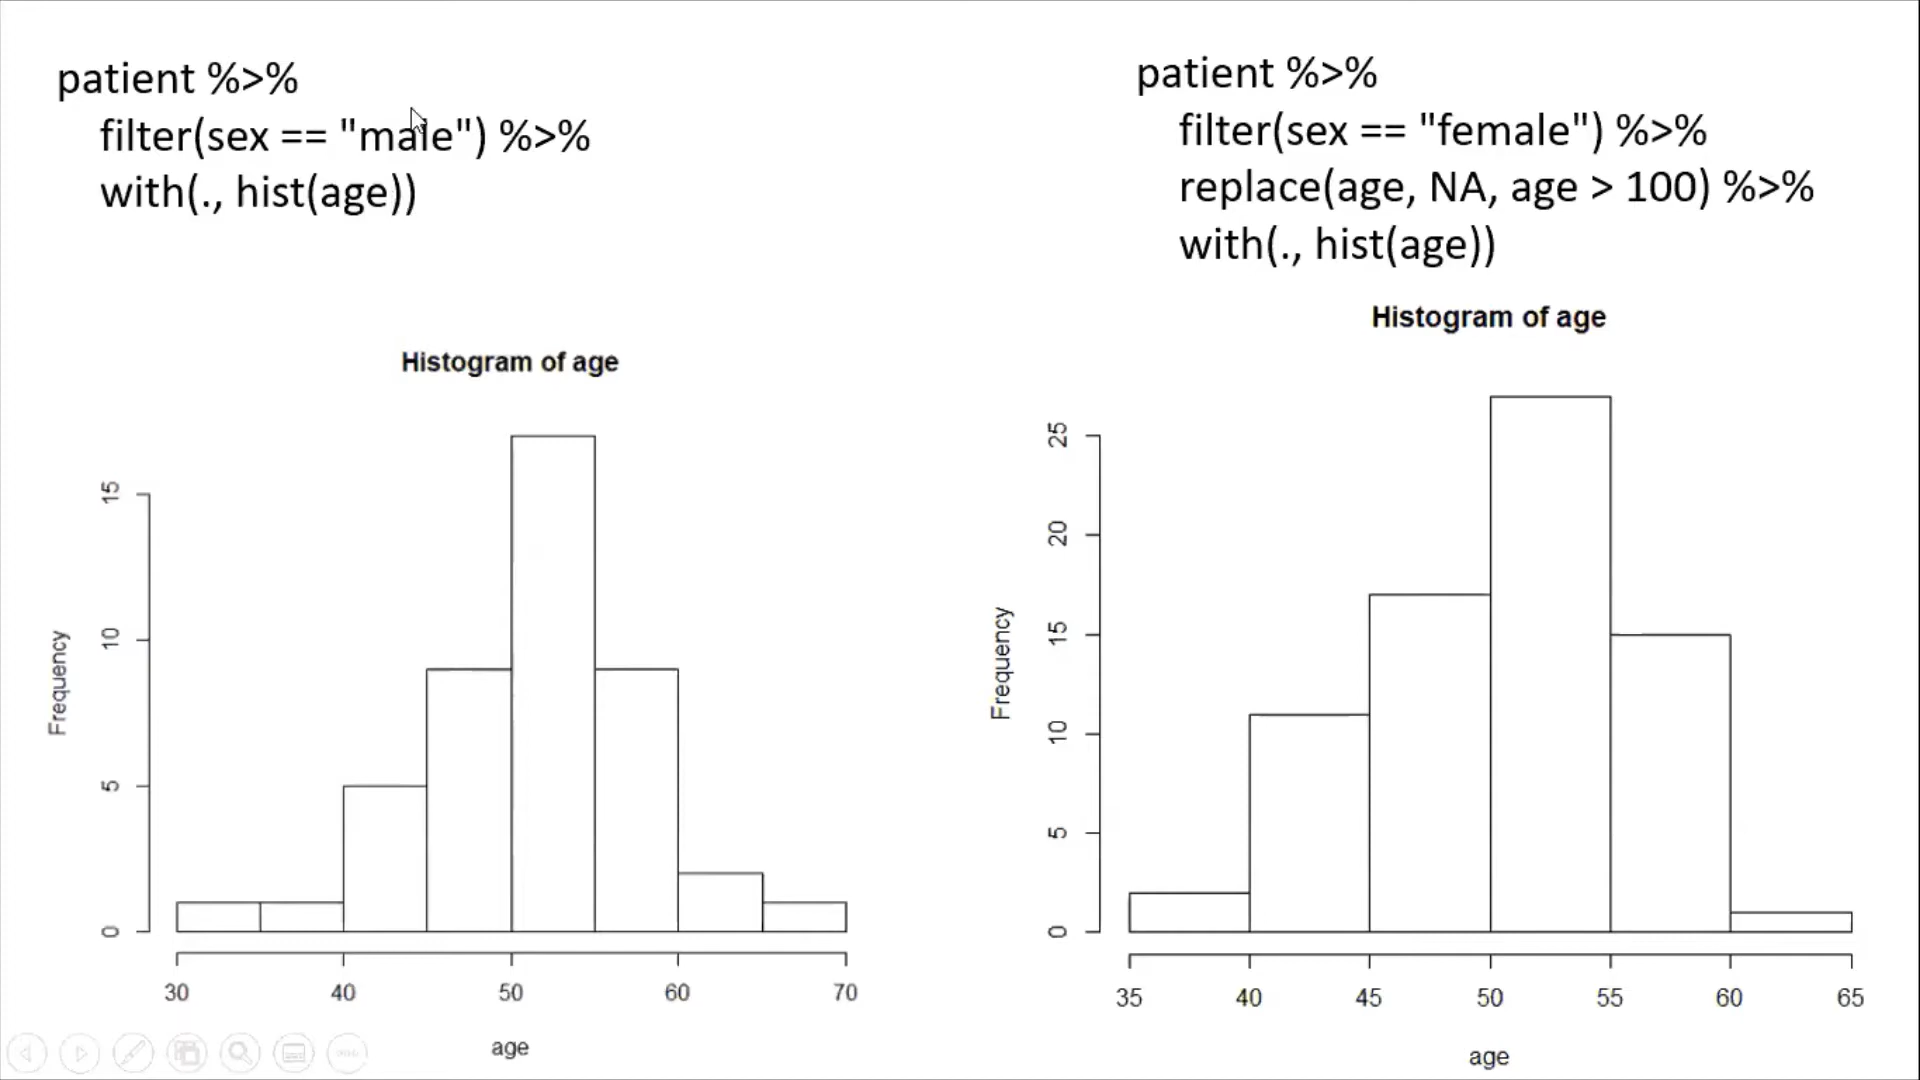 patient %>%
filter(sex == "male") %>%
with(., hist(age))
Histogram of age
Frequency
15
10
5
0
30 40 50 60 70
age
patient %>%
filter(sex == "female") %>%
replace(age, NA, age > 100) %>%
with(., hist(age))
Histogram of age
Frequency
25
20
15
10
5
0
35 40 45 50 55 60 65
age